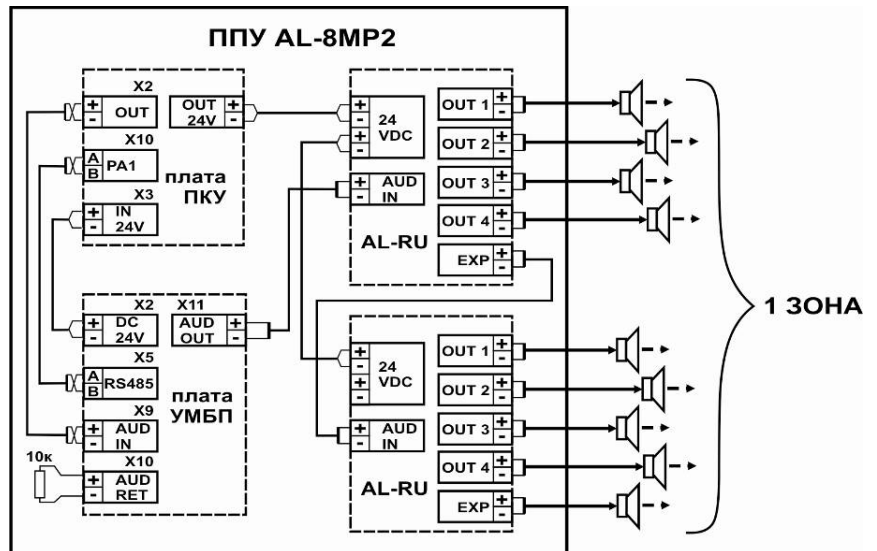 ППУ AL-8MP2
X2
+
-
OUT
X10
A
B
PA1
X3
+
-
IN
24V
OUT
24V
+
-
плата
ПКУ
X2
+
-
DC
24V
X11
AUD
OUT
+
-
X5
A
B
RS485
плата
УМБП
X9
+
-
AUD
IN
10к
X10
+
-
AUD
RET
+
-
+
-
24
VDC
+
-
AUD
IN
AL-RU
OUT 1
+
-
OUT 2
+
-
OUT 3
+
-
OUT 4
+
-
EXP
+
-
+
-
+
-
24
VDC
+
-
AUD
IN
AL-RU
OUT 1
+
-
OUT 2
+
-
OUT 3
+
-
OUT 4
+
-
EXP
+
-
1 ЗОНА